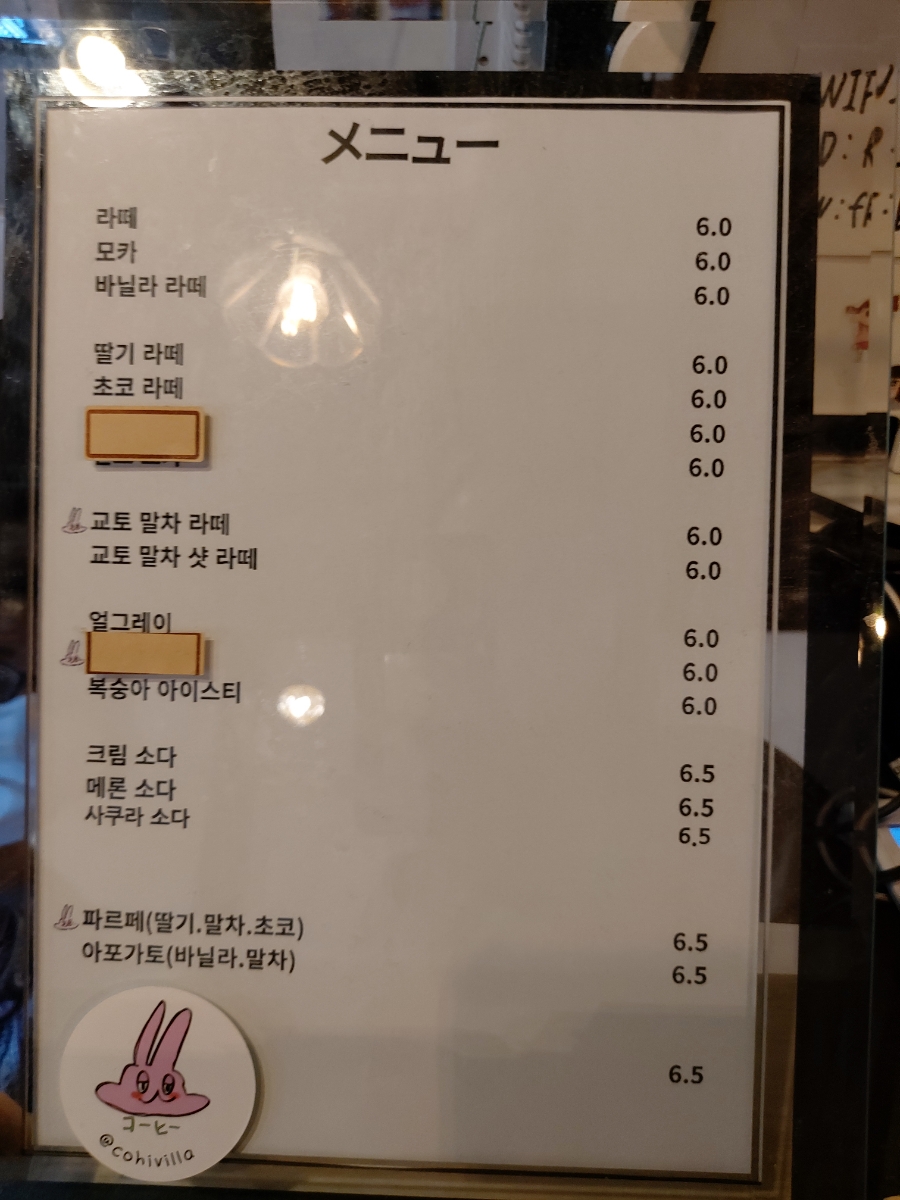 メニュー
라떼 6.0
모카 6.0
바닐라 라떼 6.0
딸기 라떼 6.0
초코 라떼 6.0
6.0
6.0
교토 말차 라떼 6.0
교토 말차 샷 라떼 6.0
얼그레이 6.0
6.0
복숭아 아이스티 6.0
크림 소다 6.5
메론 소다 6.5
사쿠라 소다 6.5
파르페(딸기.말차.초코) 6.5
아포가토(바닐라.말차) 6.5
6.5
コーヒー
@cohivilla